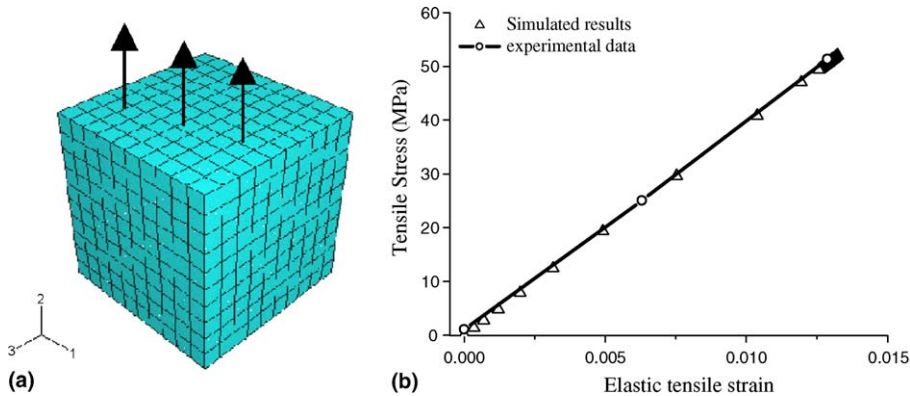 (a)
2
3
1
60
50
40
30
20
10
0
Tensile Stress (MPa)
Simulated results
experimental data
0.000
0.005
0.010
0.015
Elastic tensile strain
(b)